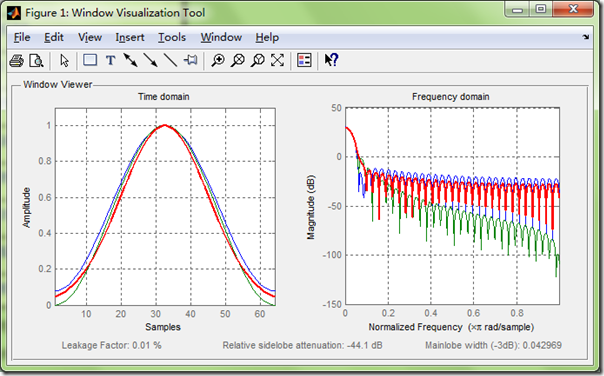 Figure 1: Window Visualization Tool
File Edit View Insert Tools Window Help
Window Viewer
Time domain
1
0.8
0.6
0.4
0.2
0
10 20 30 40 50 60
Amplitude
Samples
Frequency domain
50
0
-50
-100
-150
0 0.2 0.4 0.6 0.8
Magnitude (dB)
Normalized Frequency (×π rad/sample)
Leakage Factor: 0.01 %
Relative sidelobe attenuation: -44.1 dB
Mainlobe width (-3dB): 0.042969